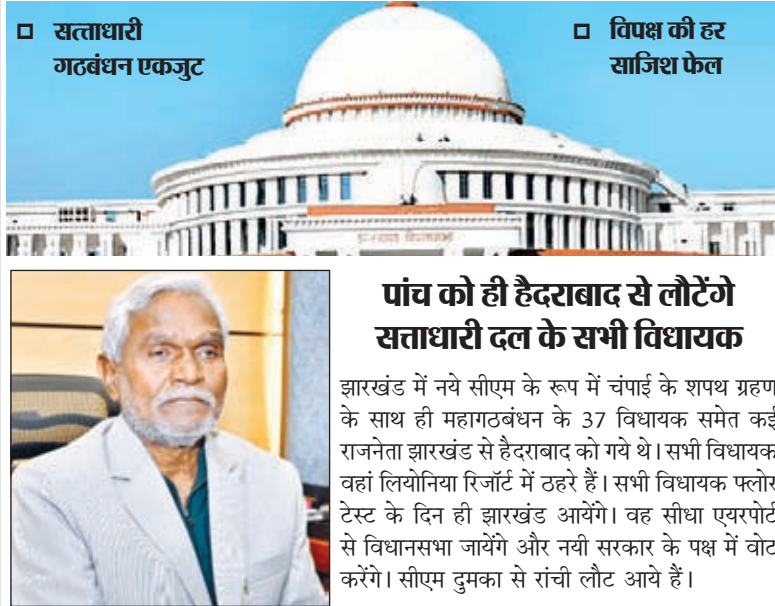 सत्ताधारी
गठबंधन एकजुट
विपक्ष की हर
साजिश फेल
पांच को ही हैदराबाद से लौटेंगे
सत्ताधारी दल के सभी विधायक
झारखंड में नये सीएम के रूप में चंपाई के शपथ ग्रहण
के साथ ही महागठबंधन के 37 विधायक समेत कई
राजनेता झारखंड से हैदराबाद को गये थे। सभी विधायक
वहां लियोनिया रिजॉर्ट में ठहरे हैं। सभी विधायक फ्लोर
टेस्ट के दिन ही झारखंड आयेंगे। वह सीधा एयरपोर्ट
से विधानसभा जायेंगे और नयी सरकार के पक्ष में वोट
करेंगे। सीएम दुमका से रांची लौट आये हैं।